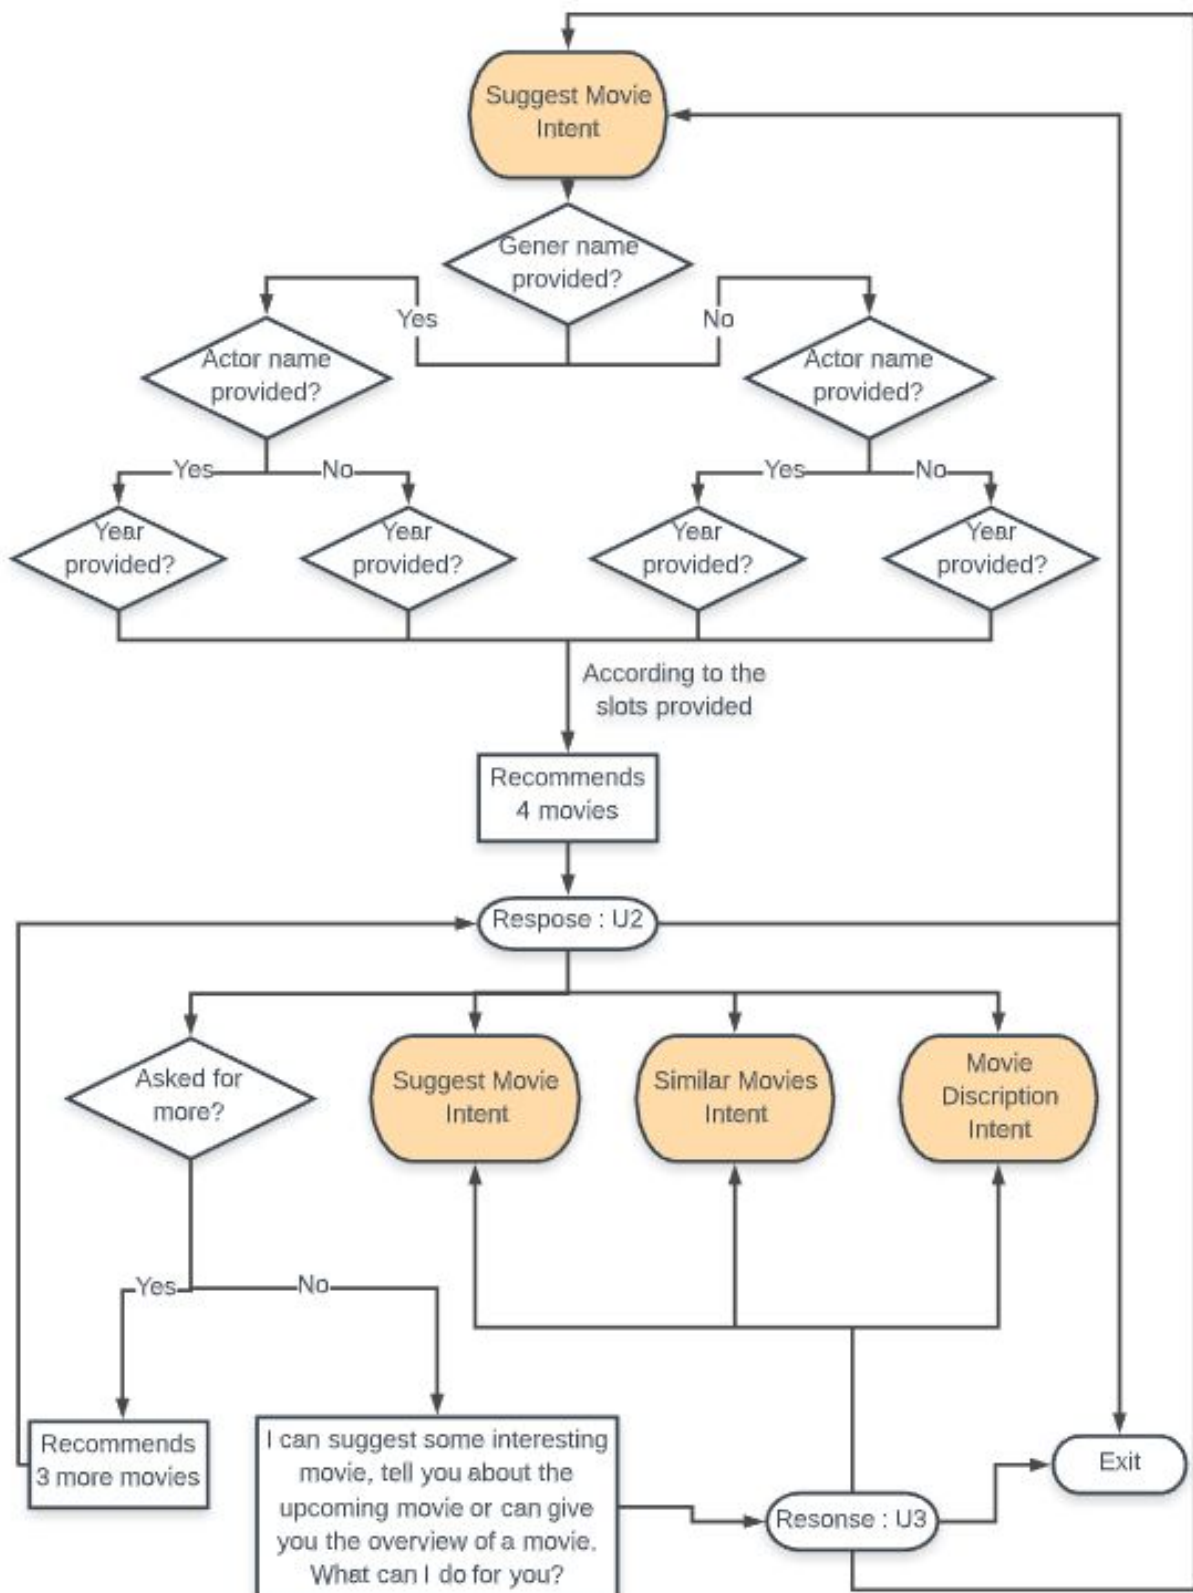 Suggest Movie
Intent
Gener name
provided?
Yes
No
Actor name
provided?
Actor name
provided?
Yes
No
Yes
No
Year
provided?
Year
provided?
Year
provided?
Year
provided?
According to the
slots provided
Recommends
4 movies
Respose : U2
Asked for
more?
Suggest Movie
Intent
Similar Movies
Intent
Movie
Discription
Intent
Yes
No
Recommends
3 more movies
I can suggest some interesting
movie, tell you about the
upcoming movie or can give
you the overview of a movie.
What can I do for you?
Resonse : U3
Exit